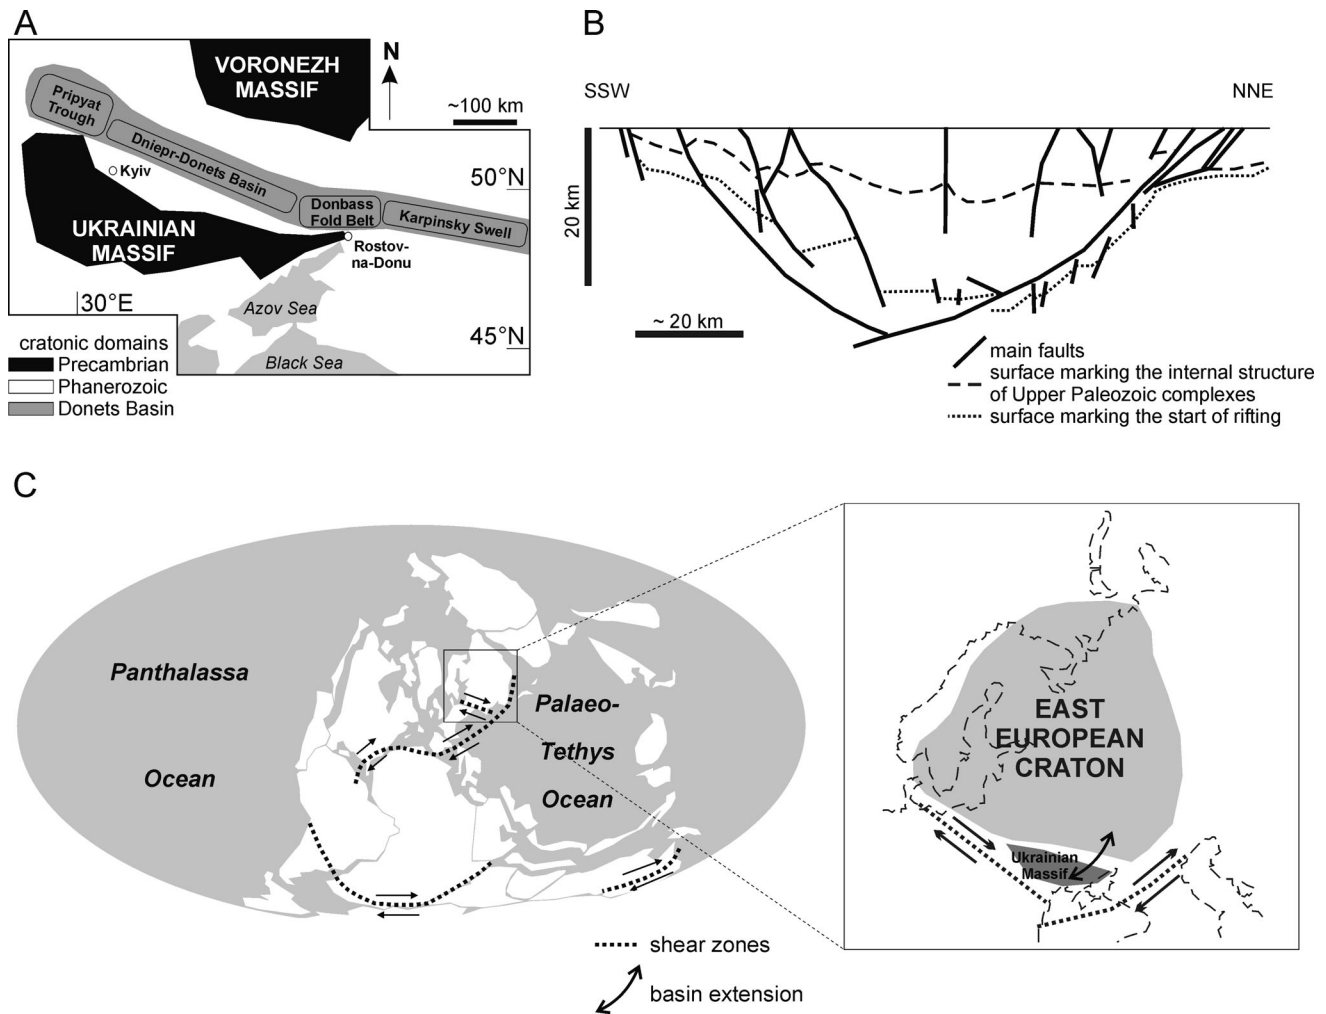 A
VORONEZH
MASSIF
N
~100 km
Pripyat
Trough
Dniepr-Donets Basin
Kyiv
50°N
Donbass
Fold Belt
Karpinsky Swell
UKRAINIAN
MASSIF
Rostov-
na-Donu
30°E
Azov Sea
45°N
Black Sea
cratonic domains
Precambrian
Phanerozoic
Donets Basin
B
SSW
NNE
20 km
~ 20 km
main faults
surface marking the internal structure
of Upper Paleozoic complexes
surface marking the start of rifting
C
Panthalassa
Ocean
Palaeo-
Tethys
Ocean
EAST
EUROPEAN
CRATON
Ukrainian
Massif
shear zones
basin extension